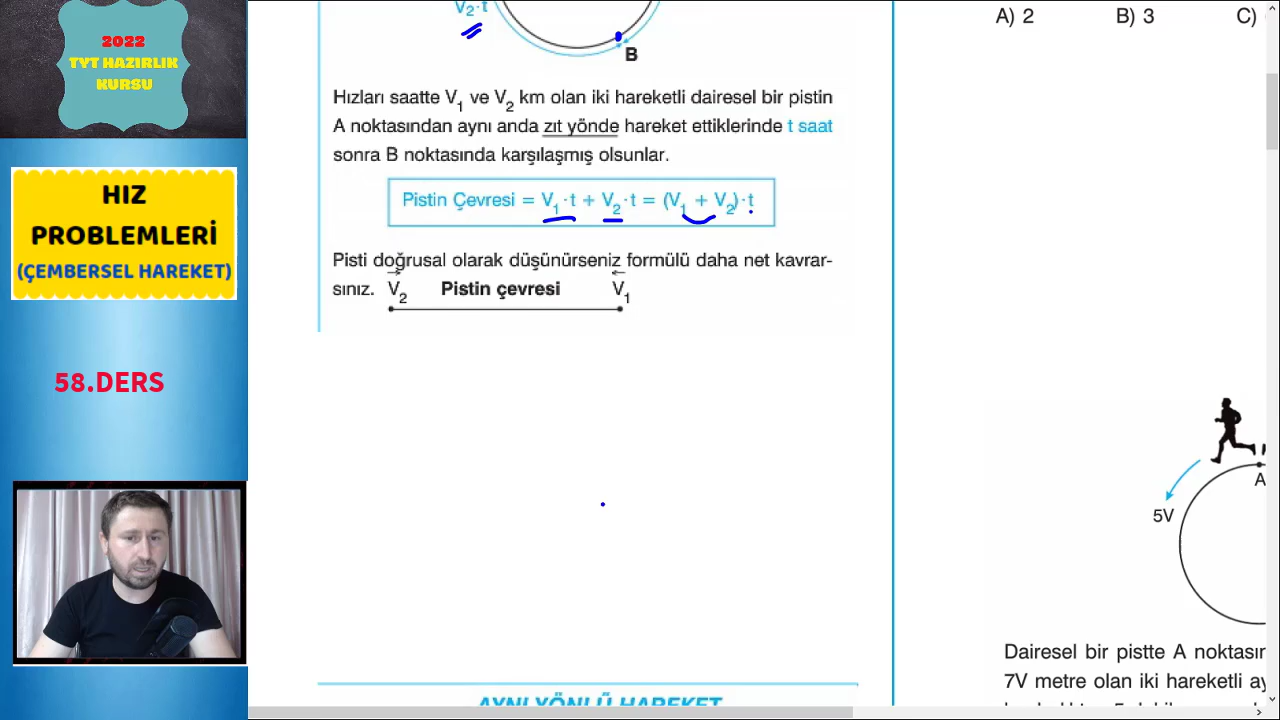 2022
TYT HAZIRLIK
KURSU
HIZ
PROBLEMLERİ
(ÇEMBERSEL HAREKET)
58.DERS
V2·t
B
Hızları saatte V1 ve V2 km olan iki hareketli dairesel bir pistin
A noktasından aynı anda zıt yönde hareket ettiklerinde t saat
sonra B noktasında karşılaşmış olsunlar.
Pistin Çevresi = V1·t + V2·t = (V1 + V2)·t
Pisti doğrusal olarak düşünürseniz formülü daha net kavrar-
sınız. V2 Pistin çevresi V1
AYNI YÖNLÜ HAREKET
A) 2 B) 3 C)
A
5V
Dairesel bir pistte A
7V metre olan iki hareketli